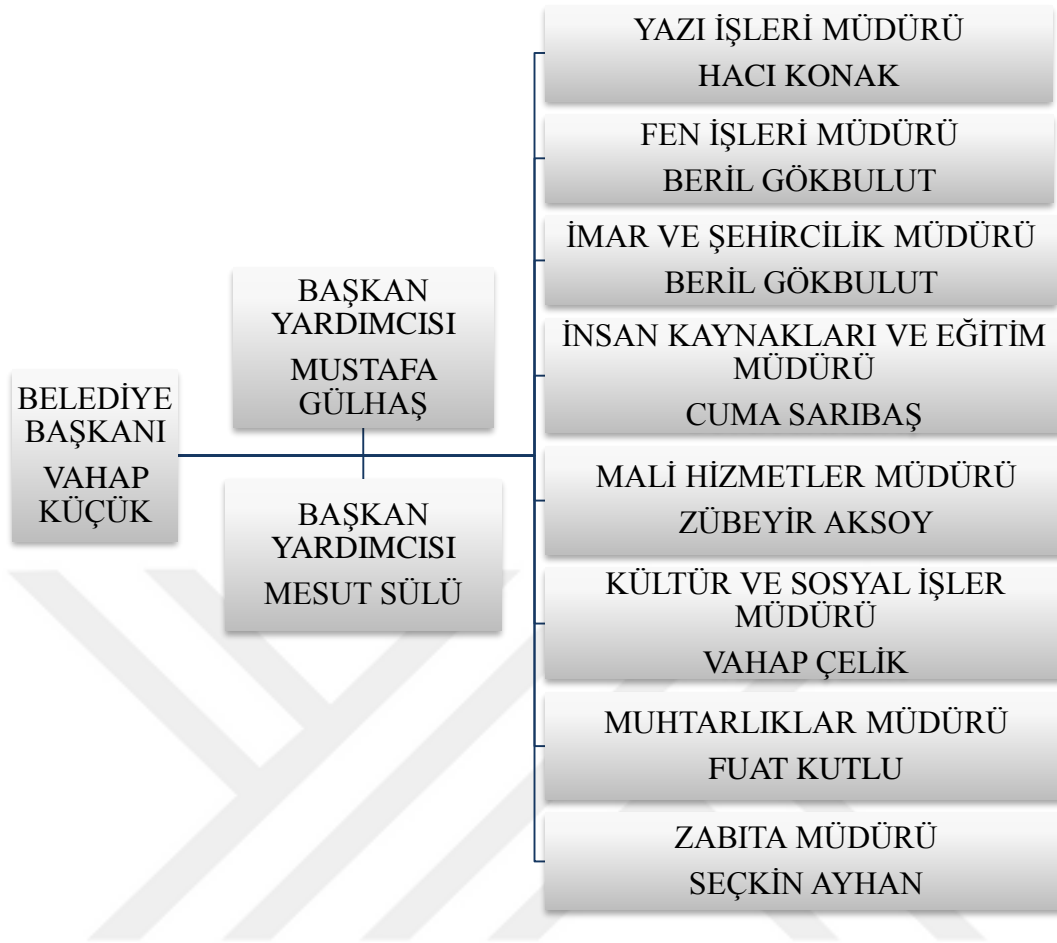 BELEDİYE
BAŞKANI
VAHAP
KÜÇÜK
BAŞKAN
YARDIMCISI
MUSTAFA
GÜLHAŞ
BAŞKAN
YARDIMCISI
MESUT SÜLÜ
YAZI İŞLERİ MÜDÜRÜ
HACI KONAK
FEN İŞLERİ MÜDÜRÜ
BERİL GÖKBULUT
İMAR VE ŞEHİRCİLİK MÜDÜRÜ
BERİL GÖKBULUT
İNSAN KAYNAKLARI VE EĞİTİM
MÜDÜRÜ
CUMA SARIBAŞ
MALİ HİZMETLER MÜDÜRÜ
ZÜBEYİR AKSOY
KÜLTÜR VE SOSYAL İŞLER
MÜDÜRÜ
VAHAP ÇELİK
MUHTARLIKLAR MÜDÜRÜ
FUAT KUTLU
ZABITA MÜDÜRÜ
SEÇKİN AYHAN